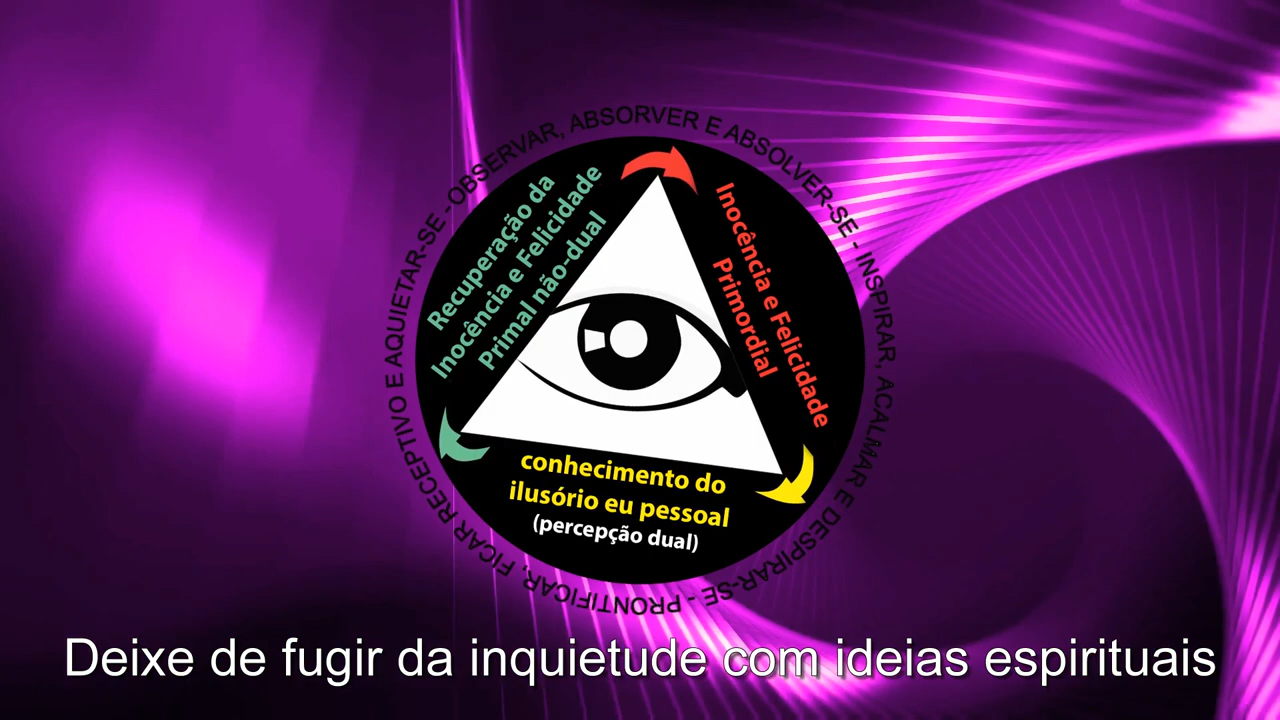 OBSERVAR, ABSORVER E ABSOLVER-SE - INSPIRAR, ACALMAR E DESPIRAR-SE - PRONTIFICAR, FICAR RECEPTIVO E AQUIETAR-SE -
Recuperação da
Inocência e Felicidade
Primal não-dual
Inocência e Felicidade
Primordial
conhecimento do
ilusório eu pessoal
(percepção dual)
Deixe de fugir da inquietude com ideias espirituais